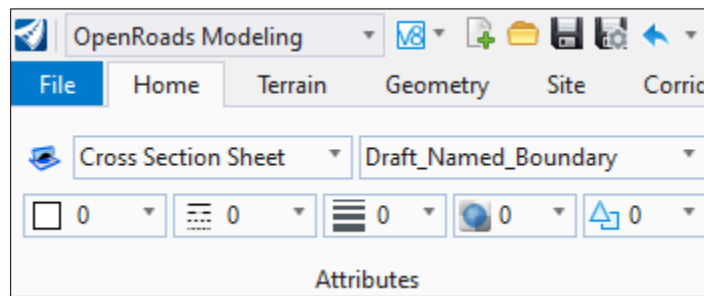 OpenRoads Modeling V8
File Home Terrain Geometry Site Corrid
Cross Section Sheet Draft_Named_Boundary
0 0 0 0 0
Attributes